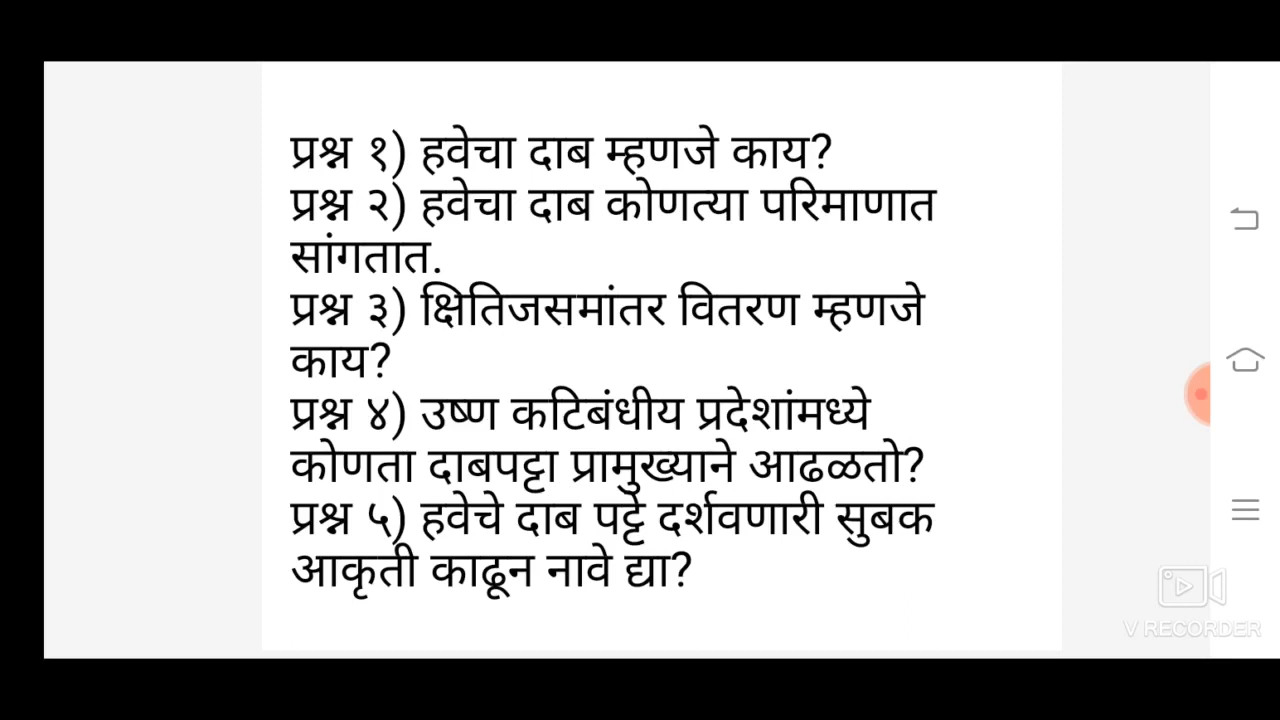 प्रश्न १) हवेचा दाब म्हणजे काय?
प्रश्न २) हवेचा दाब कोणत्या परिमाणात
सांगतात.
प्रश्न ३) क्षितिजसमांतर वितरण म्हणजे
काय?
प्रश्न ४) उष्ण कटिबंधीय प्रदेशांमध्ये
कोणता दाबपट्टा प्रामुख्याने आढळतो?
प्रश्न ५) हवेचे दाब पट्टे दर्शवणारी सुबक
आकृती काढून नावे द्या?
V RECORDER